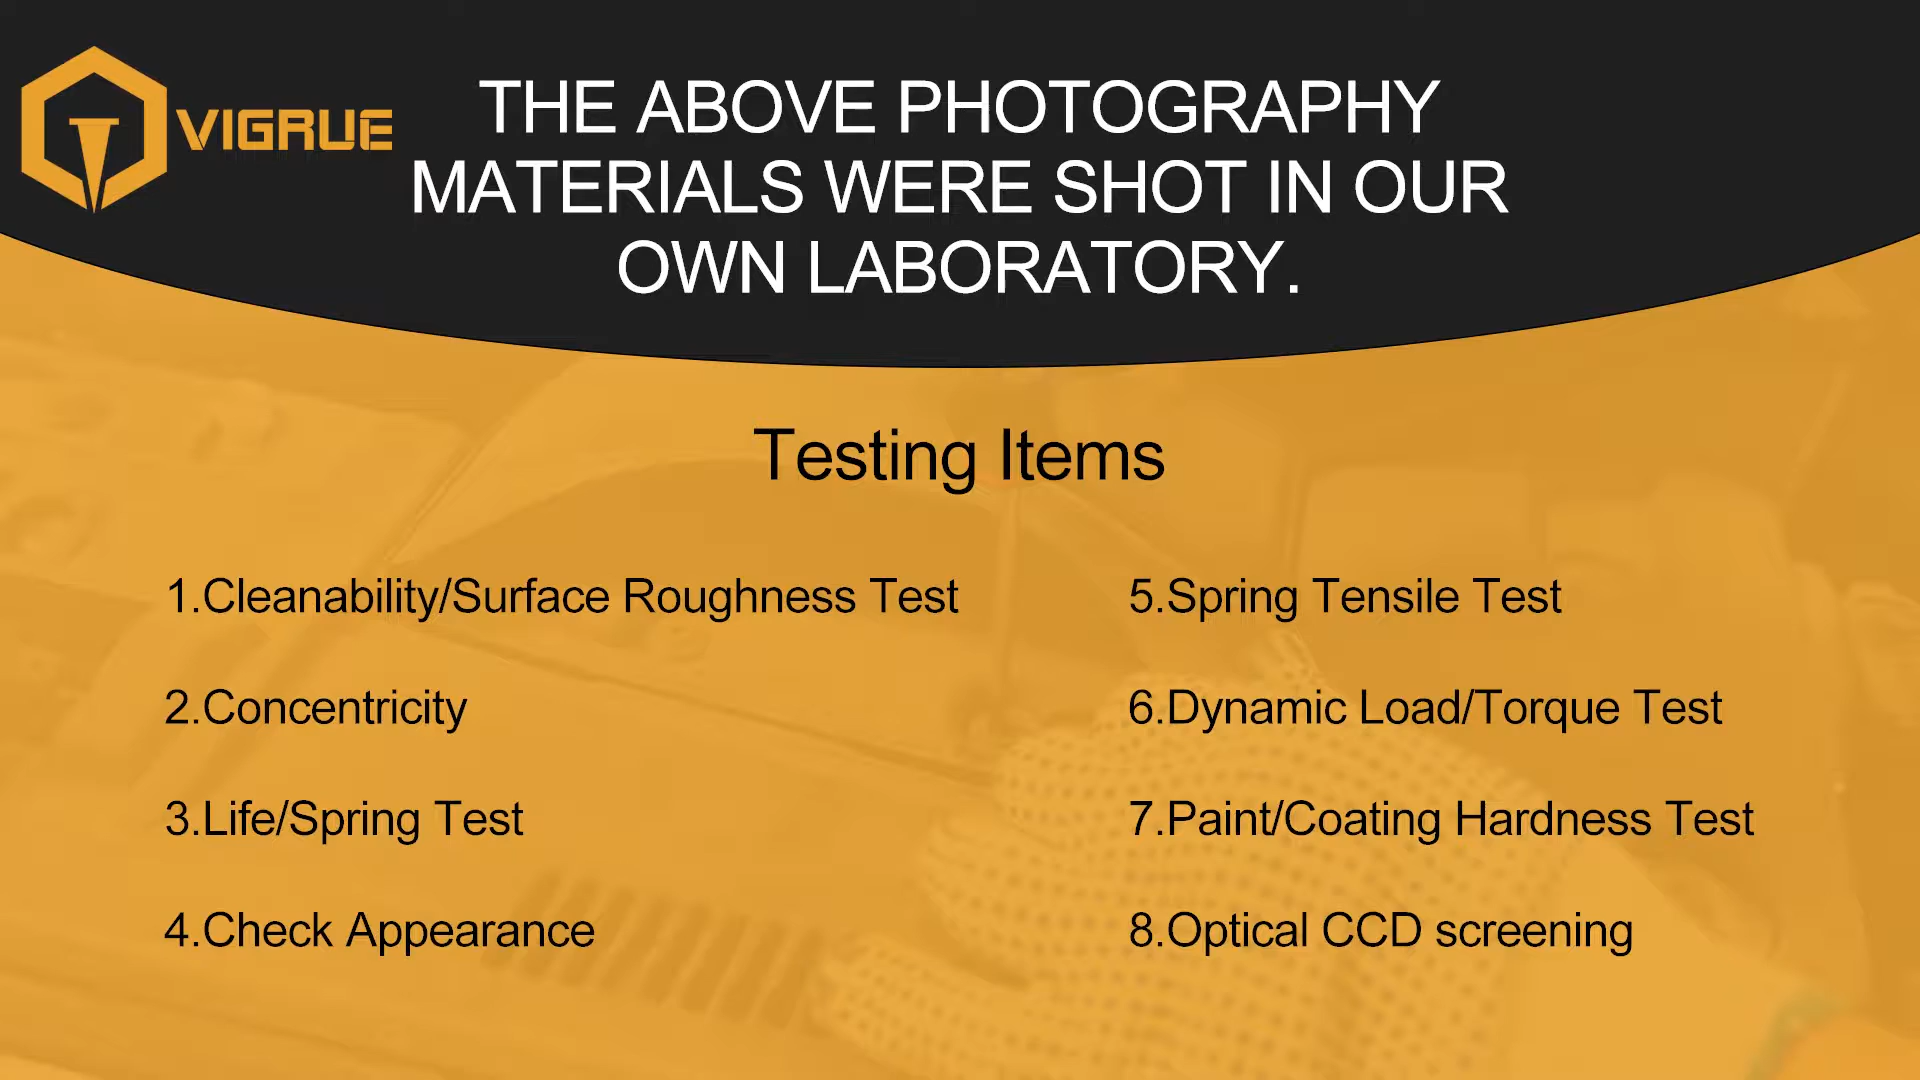 VIGRUE
THE ABOVE PHOTOGRAPHY
MATERIALS WERE SHOT IN OUR
OWN LABORATORY.
Testing Items
1.Cleanability/Surface Roughness Test
2.Concentricity
3.Life/Spring Test
4.Check Appearance
5.Spring Tensile Test
6.Dynamic Load/Torque Test
7.Paint/Coating Hardness Test
8.Optical CCD screening